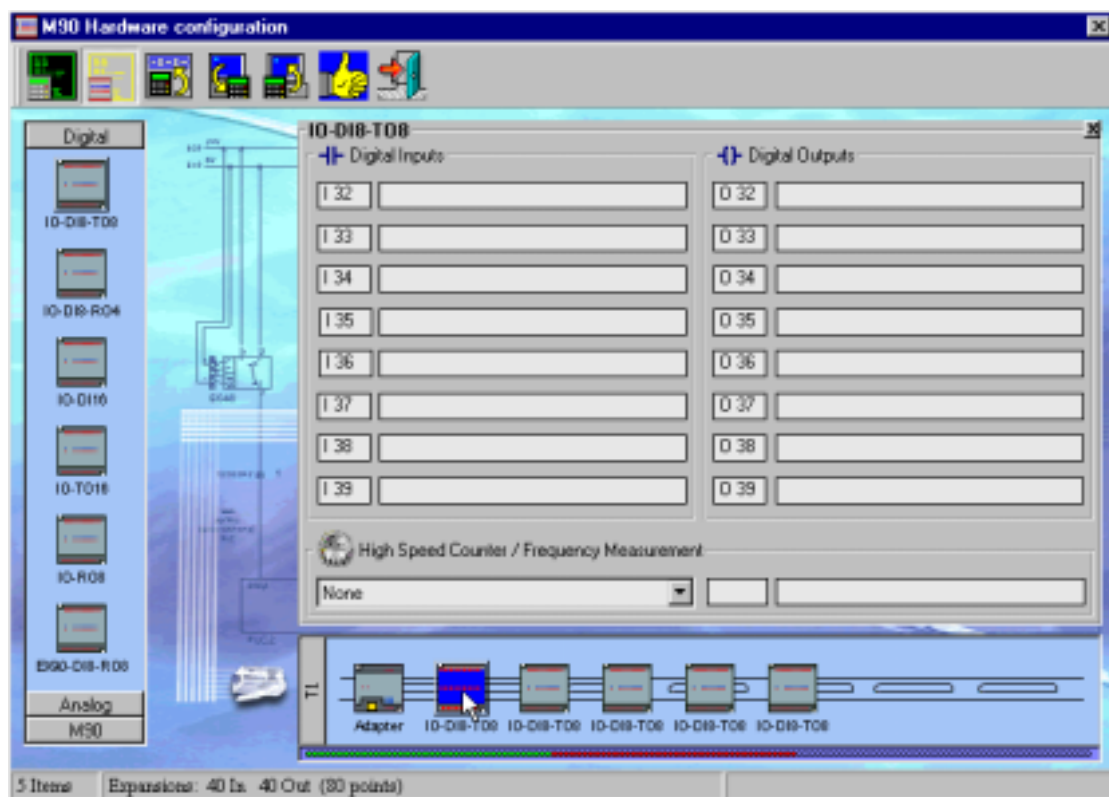 M90 Hardware configuration
Digital
IO-DI8-TO8
IO-DI8-RO4
IO-DI16
IO-TO16
IO-RO8
EX90-DI8-RO8
Analog
M90
IO-DI8-TO8
Digital Inputs
I 32
I 33
I 34
I 35
I 36
I 37
I 38
I 39
Digital Outputs
O 32
O 33
O 34
O 35
O 36
O 37
O 38
O 39
High Speed Counter / Frequency Measurement
None
T1
Adapter
IO-DI8-TO8
IO-DI8-TO8
IO-DI8-TO8
IO-DI8-TO8
IO-DI8-TO8
5 Items
Expansions: 40 In 40 Out (80 points)